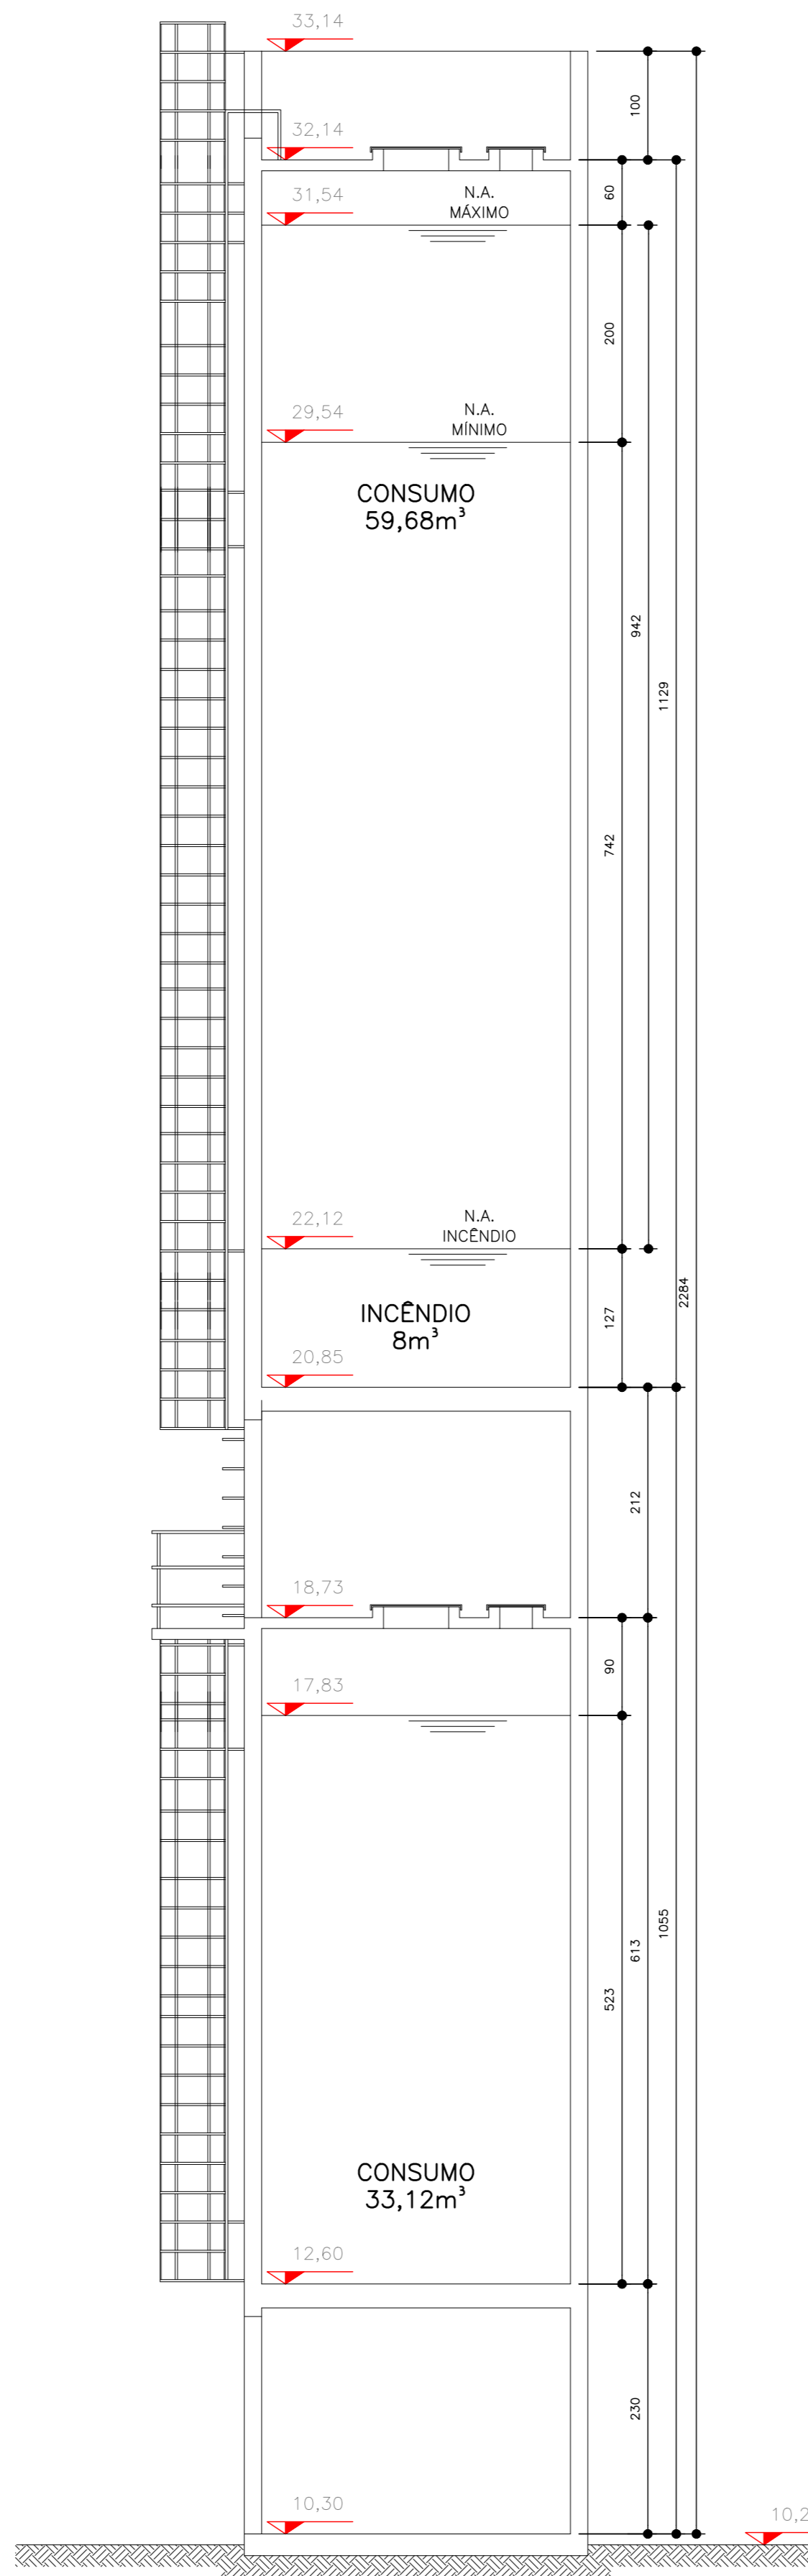 33,14
100
32,14
60
31,54
N.A.
MÁXIMO
200
29,54
N.A.
MÍNIMO
CONSUMO
59,68m³
942
1129
742
22,12
N.A.
INCÊNDIO
INCÊNDIO
8m³
127
2284
20,85
212
18,73
90
17,83
1055
613
523
CONSUMO
33,12m³
12,60
230
10,30
10,2